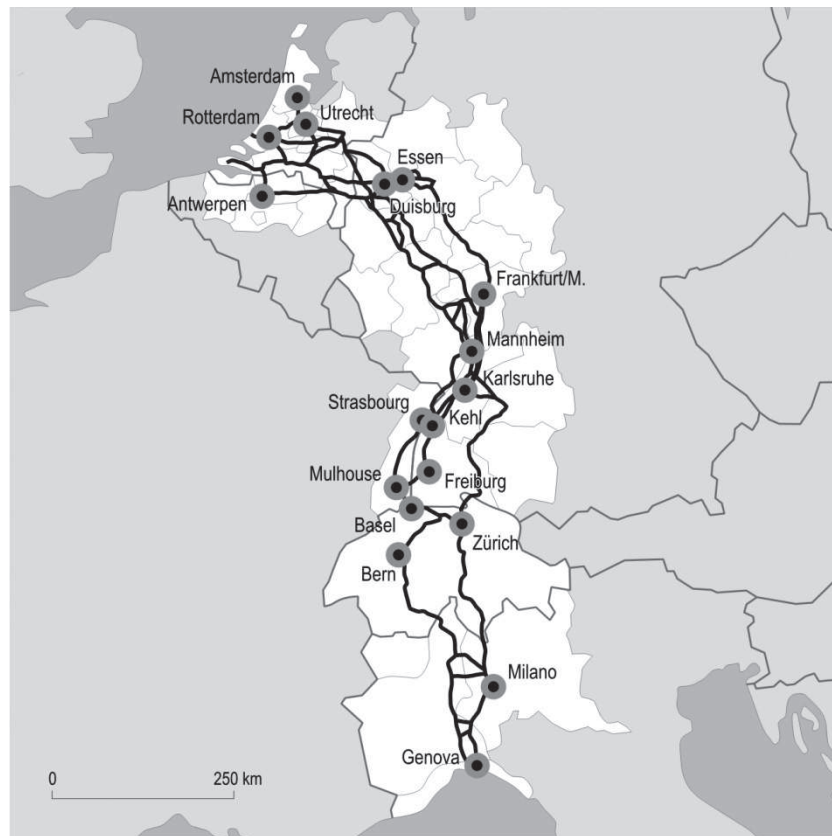 Amsterdam
Rotterdam
Utrecht
Essen
Antwerpen
Duisburg
Frankfurt/M.
Mannheim
Karlsruhe
Strasbourg
Kehl
Mulhouse
Freiburg
Basel
Zürich
Bern
Milano
Genova
0 250 km